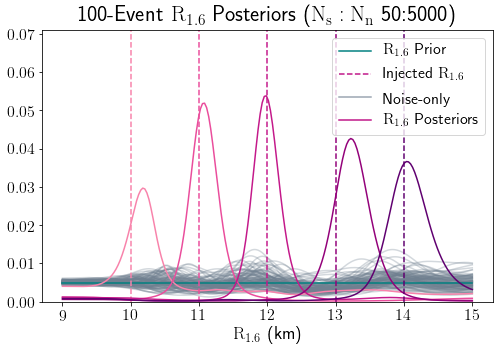 100-Event R1.6 Posteriors (Ns : Nn 50:5000)
0.07
0.06
0.05
0.04
0.03
0.02
0.01
0.00
R1.6 Prior
Injected R1.6
Noise-only
R1.6 Posteriors
9 10 11 12 13 14 15
R1.6 (km)